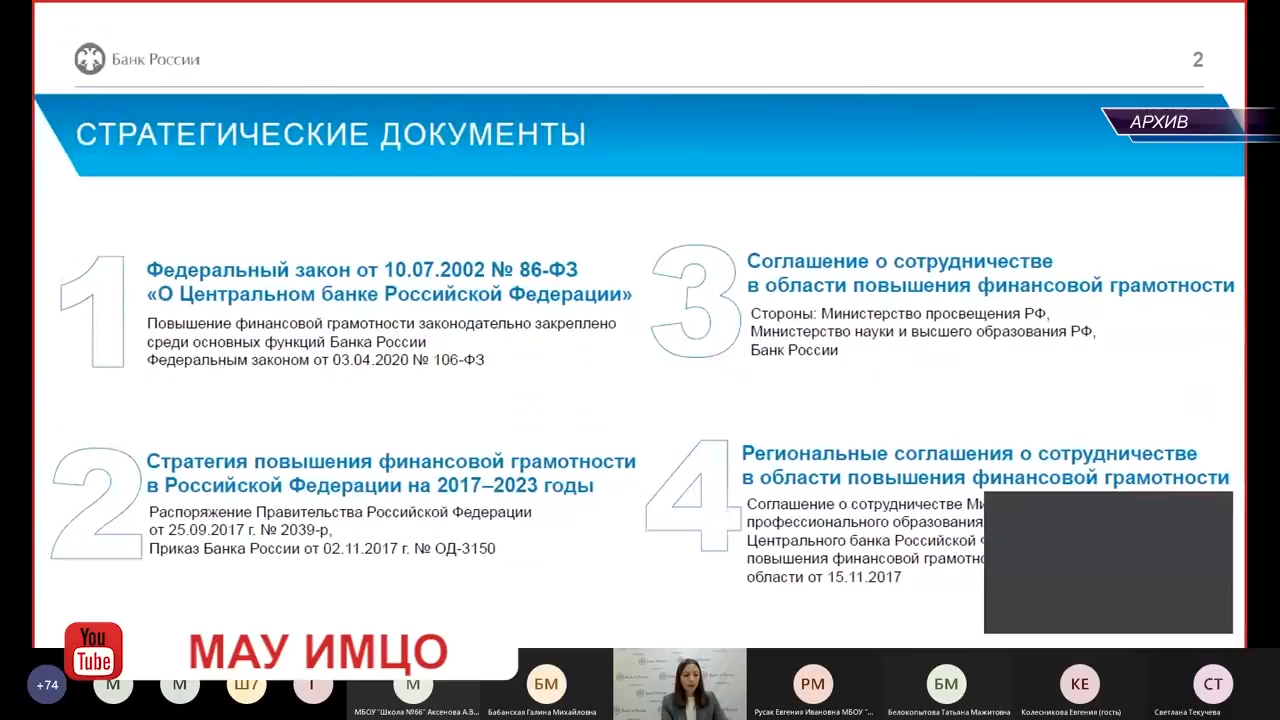 Банк России
2
СТРАТЕГИЧЕСКИЕ ДОКУМЕНТЫ
АРХИВ
1
Федеральный закон от 10.07.2002 № 86-ФЗ
«О Центральном банке Российской Федерации»
Повышение финансовой грамотности законодательно закреплено
среди основных функций Банка России
Федеральным законом от 03.04.2020 № 106-ФЗ
2
Стратегия повышения финансовой грамотности
в Российской Федерации на 2017–2023 годы
Распоряжение Правительства Российской Федерации
от 25.09.2017 г. № 2039-р,
Приказ Банка России от 02.11.2017 г. № ОД-3150
3
Соглашение о сотрудничестве
в области повышения финансовой грамотности
Стороны: Министерство просвещения РФ,
Министерство науки и высшего образования РФ,
Банк России
4
Региональные соглашения о сотрудничестве
в области повышения финансовой грамотности
Соглашение о сотрудничестве
профессионального образования
Центрального банка Российской
повышения финансовой
области от 15.11.2017
You
Tube
МАУ ИМЦО
+74
М
М
Ш7
М
БМ
РМ
БМ
КЕ
СТ
МБОУ "Школа №66" Аксенова А.В...
Бабанская Галина Михайловна
Русак Евгения Ивановна МБОУ "...
Белокопытова Татьяна Мажитовна
Колесникова Евгения (гость)
Светлана Текучева